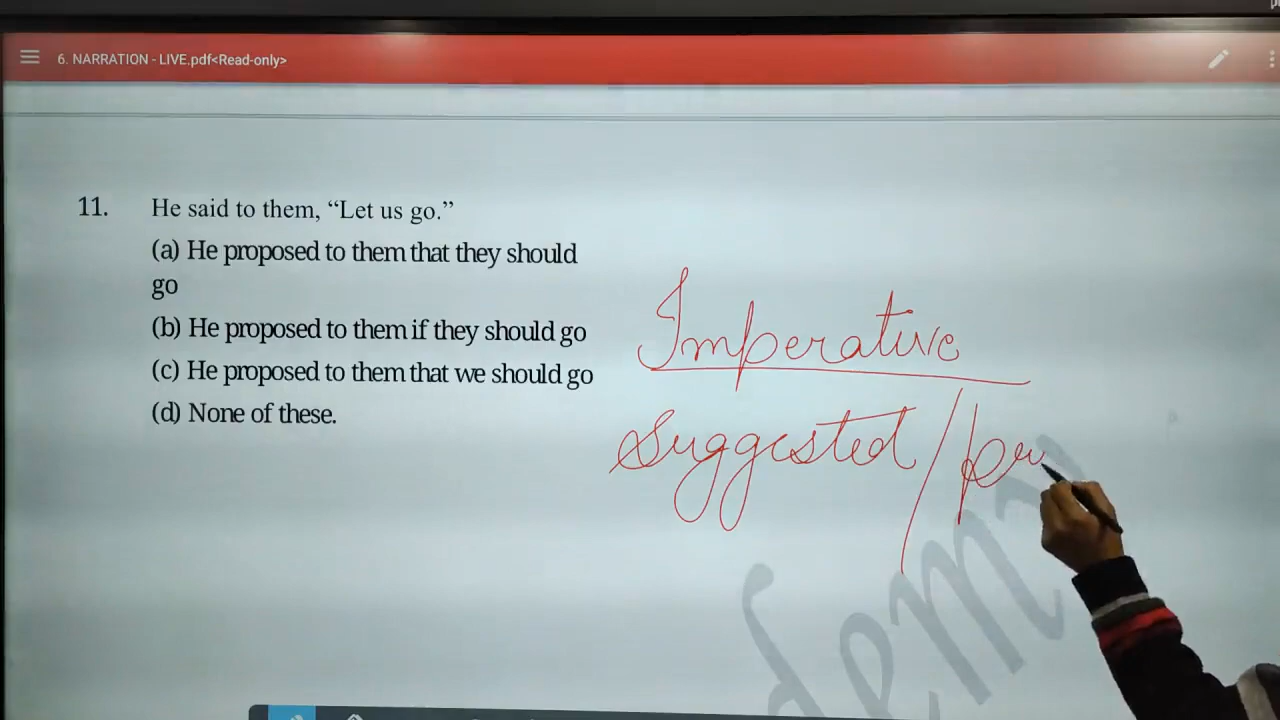 6. NARRATION - LIVE.pdf<Read-only>
11. He said to them, “Let us go.”
(a) He proposed to them that they should
go
(b) He proposed to them if they should go
(c) He proposed to them that we should go
(d) None of these.
Imperative
Suggested /